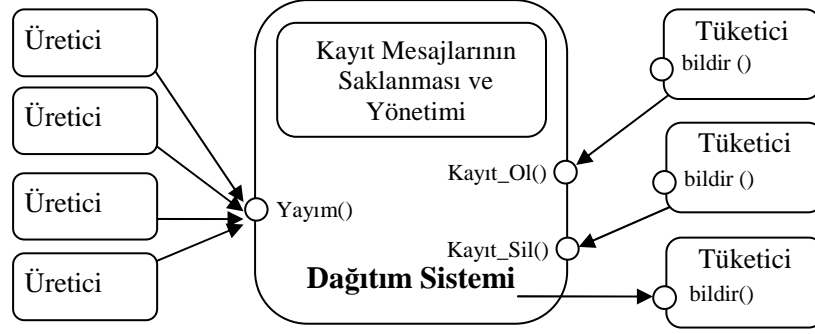 Üretici
Üretici
Üretici
Üretici
Kayıt Mesajlarının
Saklanması ve
Yönetimi
Yayım()
Kayıt_Ol()
Kayıt_Sil()
Dağıtım Sistemi
Tüketici
bildir ()
Tüketici
bildir ()
Tüketici
bildir()